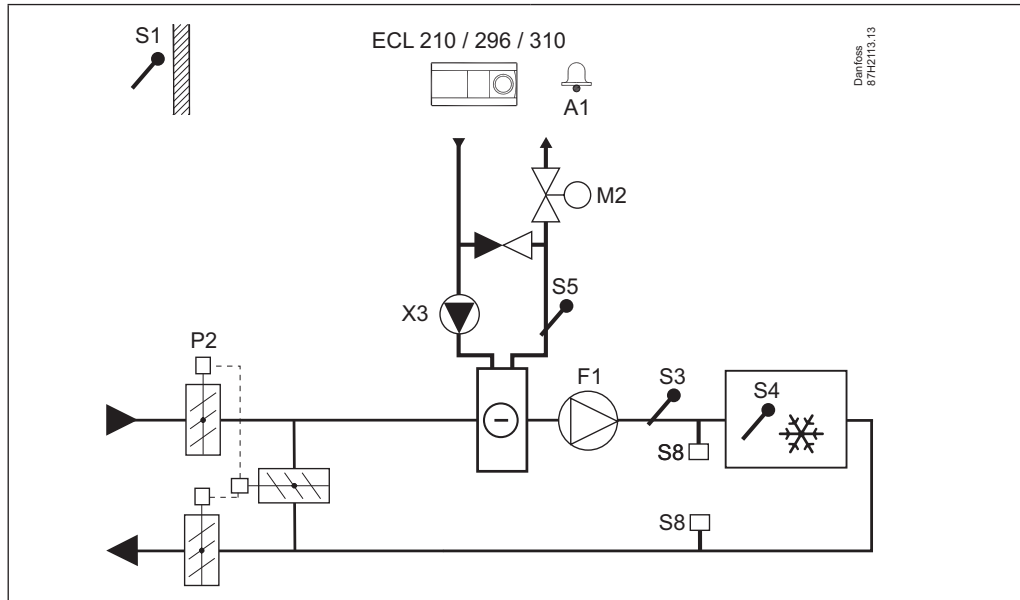 S1
ECL 210 / 296 / 310
A1
Danfoss
87H2113.13
M2
S5
X3
P2
F1
S3
S4
S8
S8